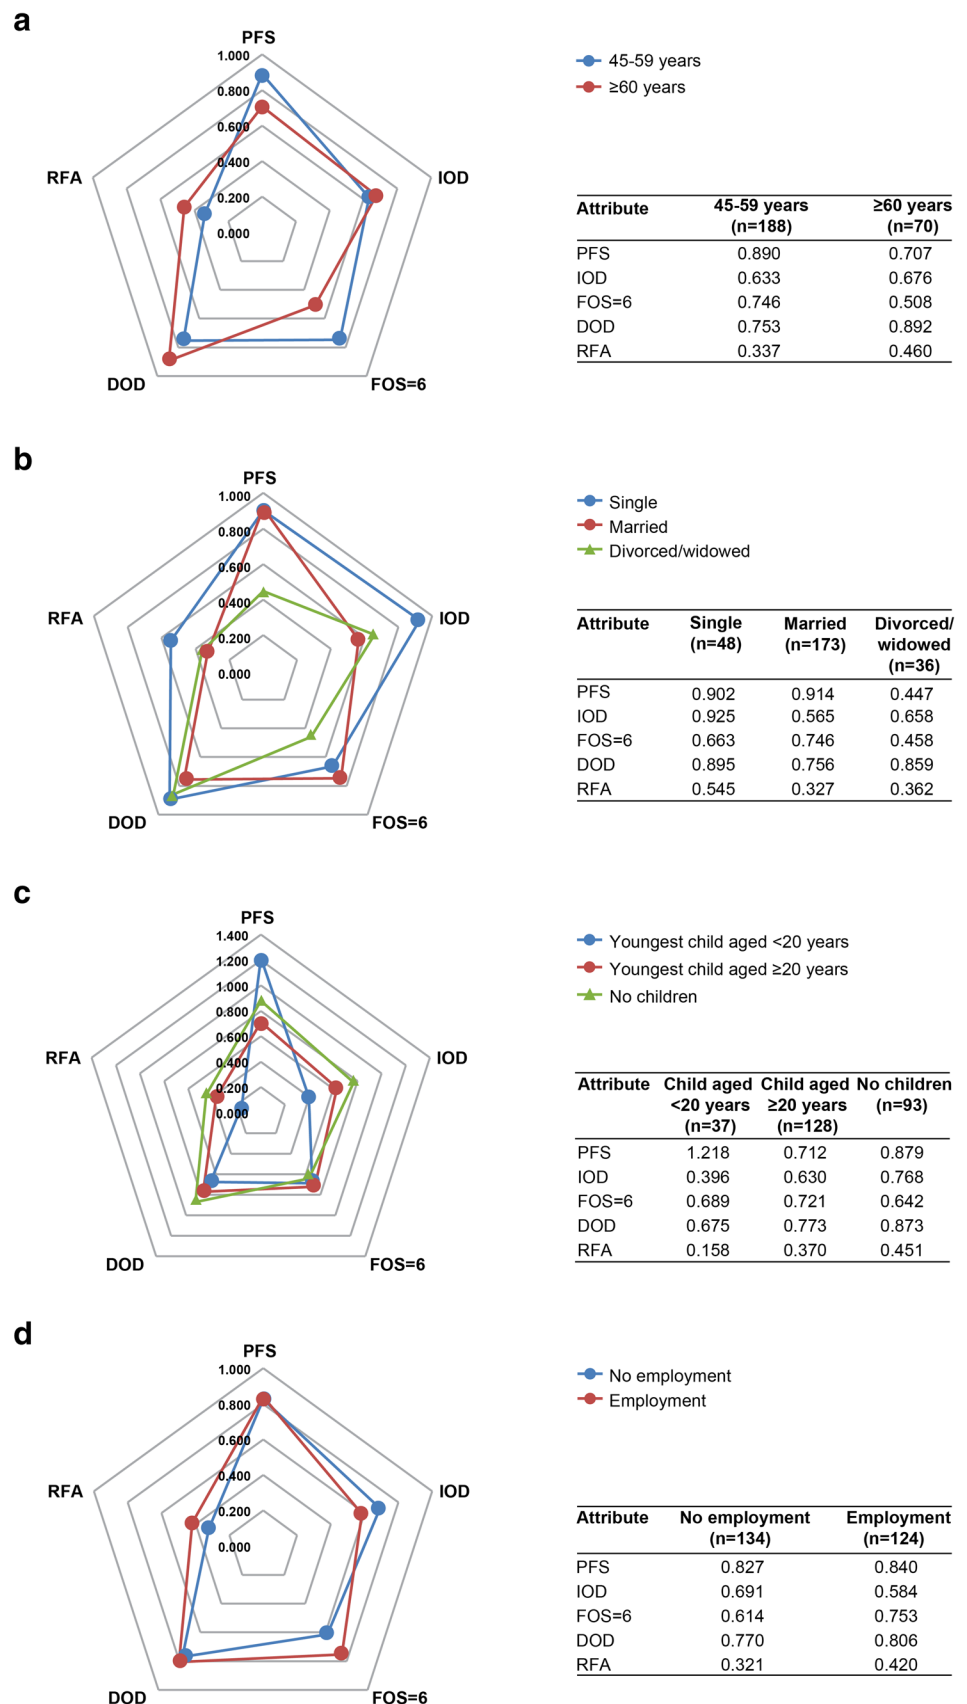 a
PFS
1.000
0.800
0.600
0.400
0.200
0.000
RFA
IOD
DOD
FOS=6
45-59 years
≥60 years
Attribute 45-59 years (n=188) ≥60 years (n=70)
PFS 0.890 0.707
IOD 0.633 0.676
FOS=6 0.746 0.508
DOD 0.753 0.892
RFA 0.337 0.460
b
PFS
1.000
0.800
0.600
0.400
0.200
0.000
RFA
IOD
DOD
FOS=6
Single
Married
Divorced/widowed
Attribute Single (n=48) Married (n=173) Divorced/ widowed (n=36)
PFS 0.902 0.914 0.447
IOD 0.925 0.565 0.658
FOS=6 0.663 0.746 0.458
DOD 0.895 0.756 0.859
RFA 0.545 0.327 0.362
c
PFS
1.400
1.200
1.000
0.800
0.600
0.400
0.200
0.000
RFA
IOD
DOD
FOS=6
Youngest child aged <20 years
Youngest child aged ≥20 years
No children
Attribute Child aged <20 years (n=37) Child aged ≥20 years (n=128) No children (n=93)
PFS 1.218 0.712 0.879
IOD 0.396 0.630 0.768
FOS=6 0.689 0.721 0.642
DOD 0.675 0.773 0.873
RFA 0.158 0.370 0.451
d
PFS
1.000
0.800
0.600
0.400
0.200
0.000
RFA
IOD
DOD
FOS=6
No employment
Employment
Attribute No employment (n=134) Employment (n=124)
PFS 0.827 0.840
IOD 0.691 0.584
FOS=6 0.614 0.753
DOD 0.770 0.806
RFA 0.321 0.420